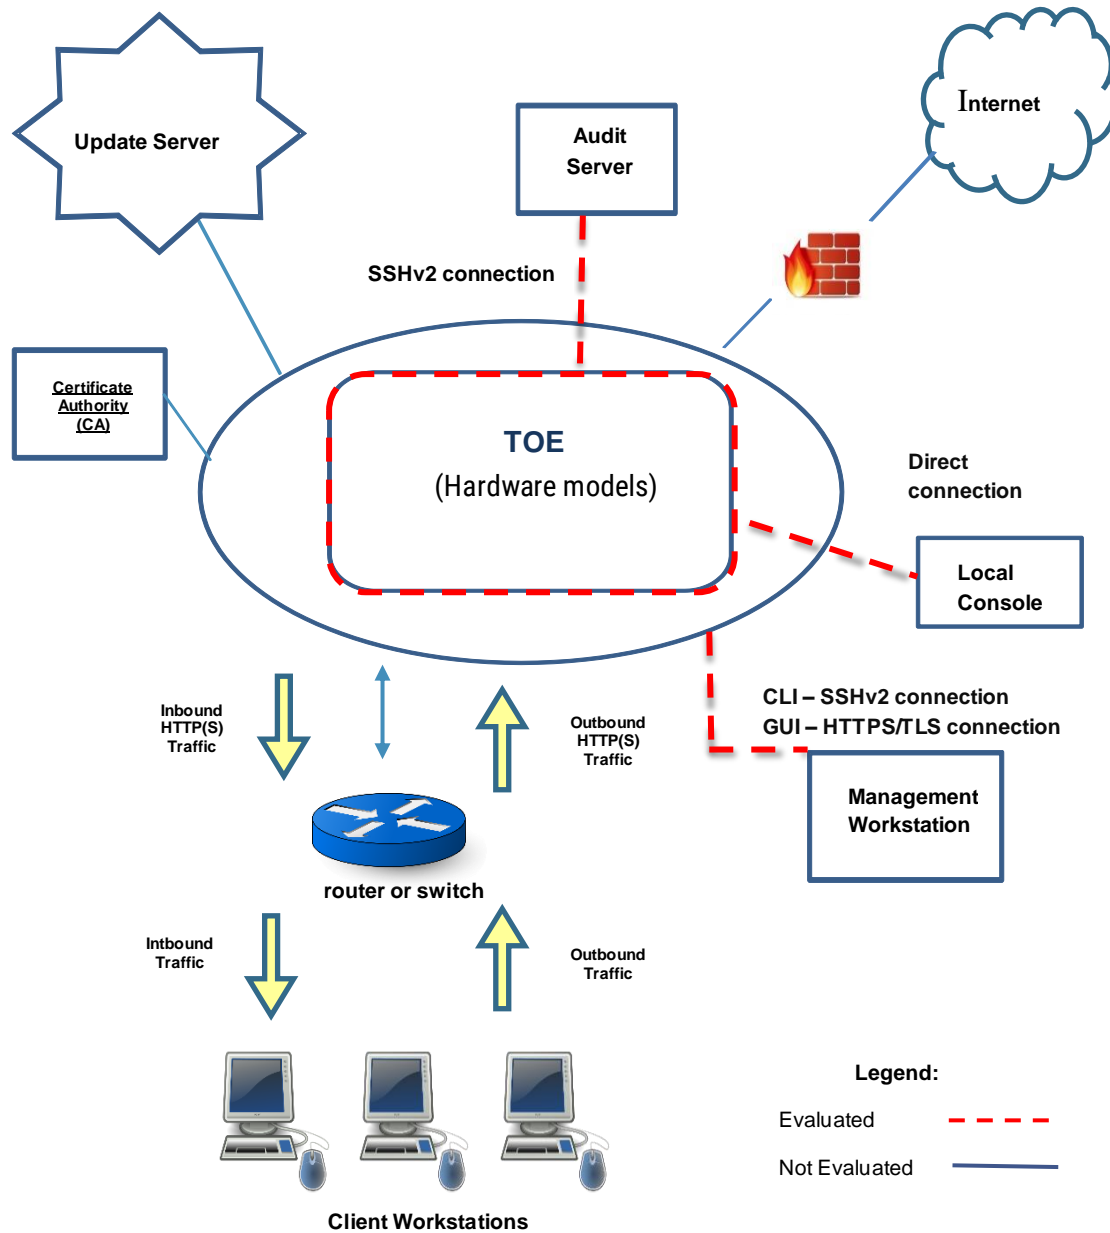 Update Server
Audit
Server
Internet
SSHv2 connection
Certificate
Authority
(CA)
TOE
(Hardware models)
Direct
connection
Local
Console
CLI – SSHv2 connection
GUI – HTTPS/TLS connection
Management
Workstation
Inbound
HTTP(S)
Traffic
Outbound
HTTP(S)
Traffic
router or switch
Intbound
Traffic
Outbound
Traffic
Client Workstations
Legend:
Evaluated
Not Evaluated